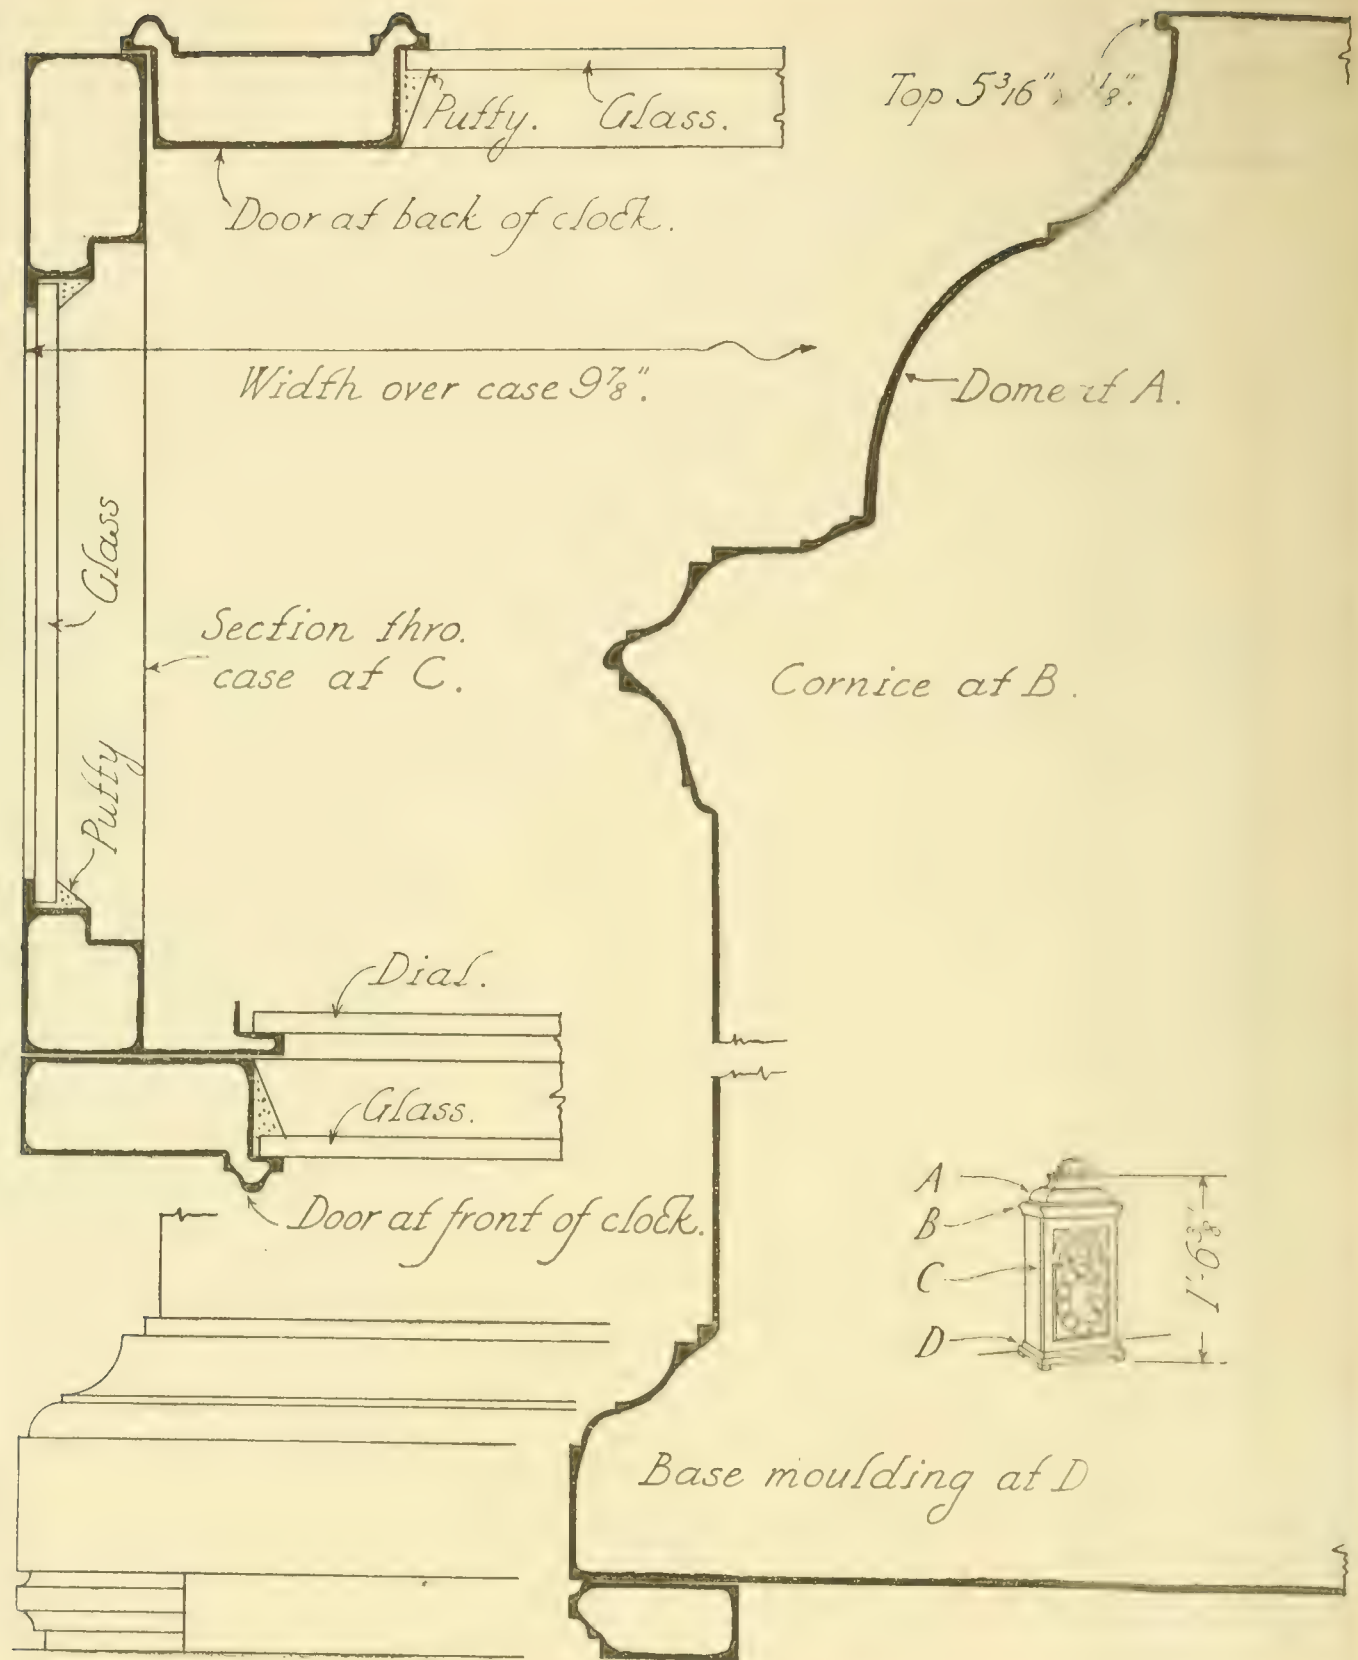 Putty.
Glass.
Top 5 3/16" 1/8".
Door at back of clock.
Width over case 9 7/8".
Dome at A.
Glass
Section thro.
case at C.
Cornice at B.
Putty
Dial.
Glass.
Door at front of clock.
A
B
C
D
1'-6 3/8"
Base moulding at D